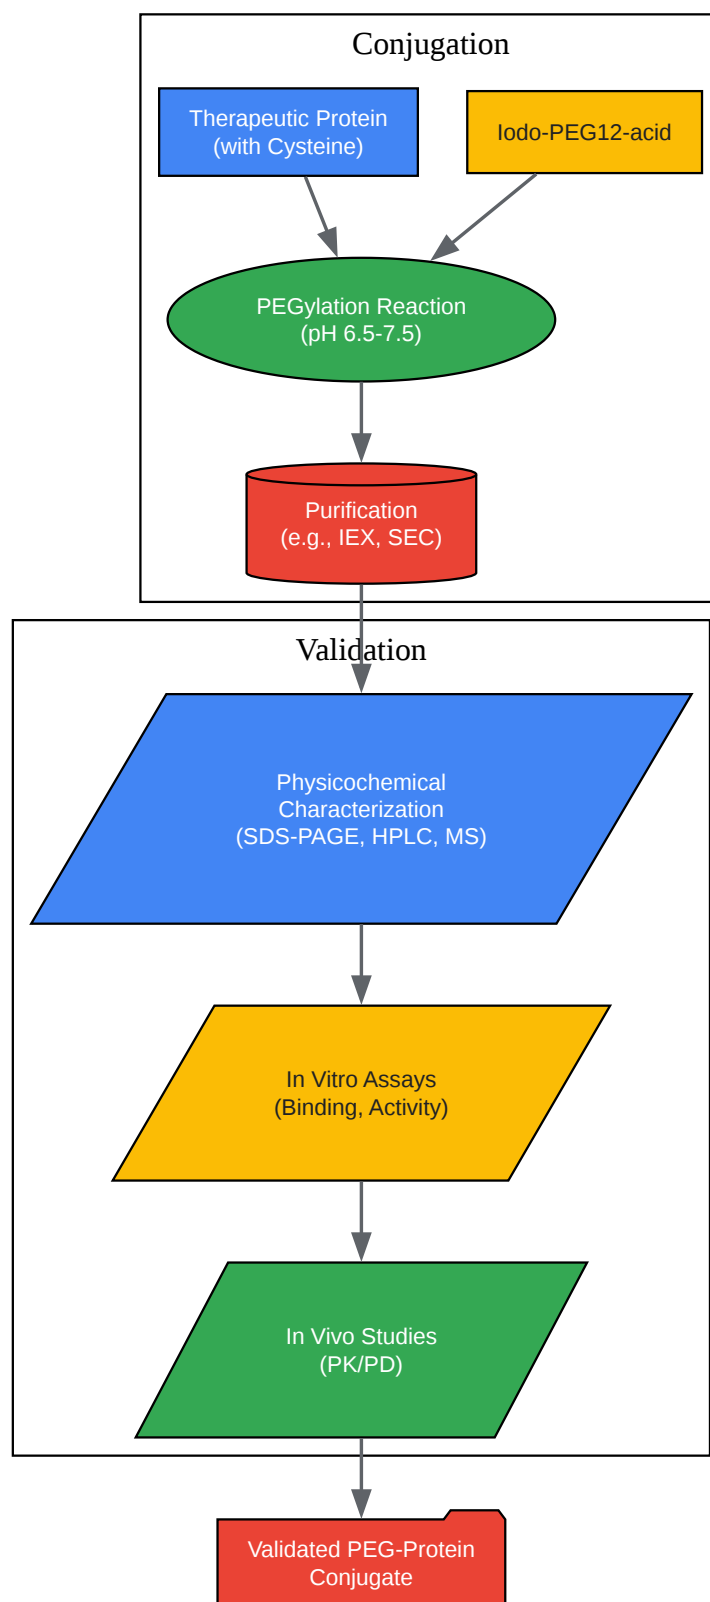 Conjugation
Therapeutic Protein
(with Cysteine)
Iodo-PEG12-acid
PEGylation Reaction
(pH 6.5-7.5)
Purification
(e.g., IEX, SEC)
Validation
Physicochemical
Characterization
(SDS-PAGE, HPLC, MS)
In Vitro Assays
(Binding, Activity)
In Vivo Studies
(PK/PD)
Validated PEG-Protein
Conjugate